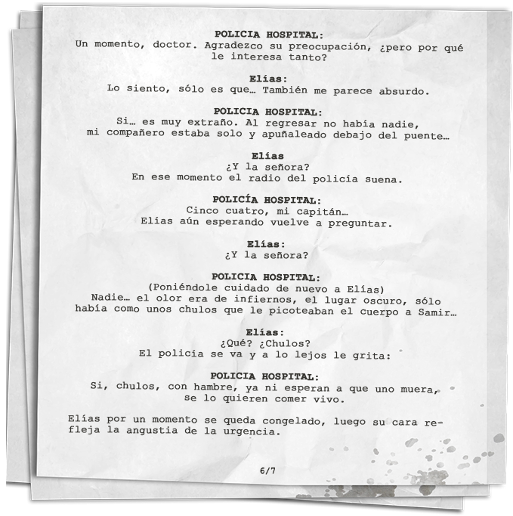 POLICIA HOSPITAL:
Un momento, doctor. Agradezco su preocupación, ¿pero por qué
le interesa tanto?
Elías:
Lo siento, sólo es que… También me parece absurdo.
POLICIA HOSPITAL:
Si… es muy extraño. Al regresar no había nadie,
mi compañero estaba solo y apuñaleado debajo del puente…
Elías
¿Y la señora?
En ese momento el radio del policía suena.
POLICÍA HOSPITAL:
Cinco cuatro, mi capitán…
Elías aún esperando vuelve a preguntar.
Elías:
¿Y la señora?
POLICIA HOSPITAL:
(Poniéndole cuidado de nuevo a Elías)
Nadie… el olor era de infiernos, el lugar oscuro, sólo
había como unos chulos que le picoteaban el cuerpo a Samir…
Elías:
¿Qué? ¿Chulos?
El policía se va y a lo lejos le grita:
POLICIA HOSPITAL:
Si, chulos, con hambre, ya ni esperan a que uno muera,
se lo quieren comer vivo.
Elías por un momento se queda congelado, luego su cara re-
fleja la angustia de la urgencia.
6/7